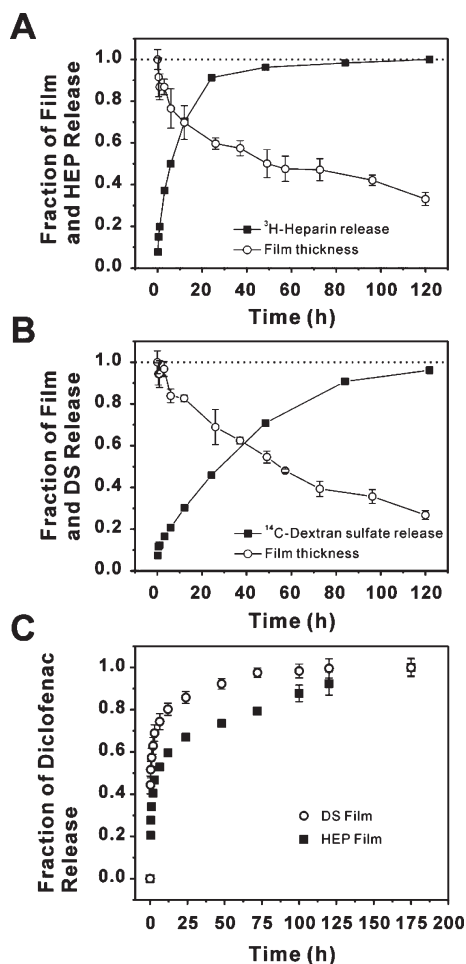 A
Fraction of Film
and HEP Release
1.0
0.8
0.6
0.4
0.2
0.0
³H-Heparin release
Film thickness
0 20 40 60 80 100 120
Time (h)
B
Fraction of Film
and DS Release
1.0
0.8
0.6
0.4
0.2
0.0
¹⁴C-Dextran sulfate release
Film thickness
0 20 40 60 80 100 120
Time (h)
C
Fraction of Diclofenac
Release
1.0
0.8
0.6
0.4
0.2
0.0
DS Film
HEP Film
0 25 50 75 100 125 150 175 200
Time (h)